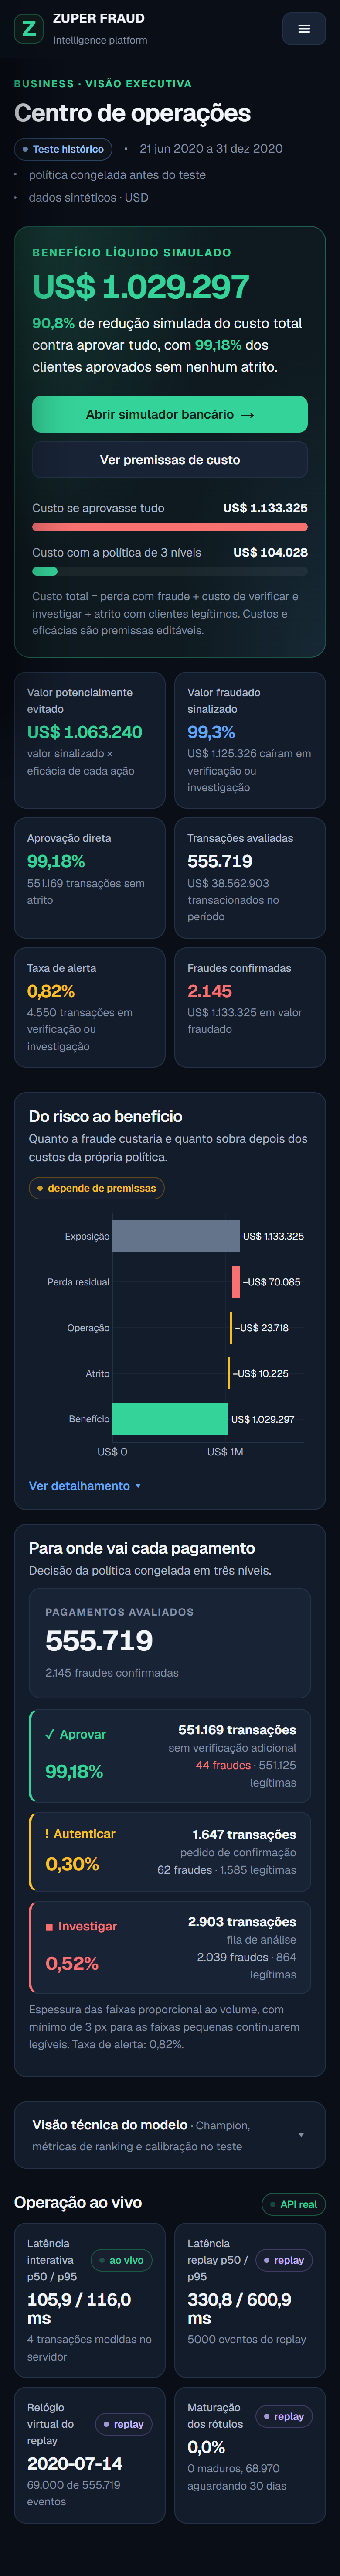 Z
ZUPER FRAUD
Intelligence platform
BUSINESS · VISÃO EXECUTIVA
Centro de operações
Teste histórico • 21 jun 2020 a 31 dez 2020
• política congelada antes do teste
• dados sintéticos · USD
BENEFÍCIO LÍQUIDO SIMULADO
US$ 1.029.297
90,8% de redução simulada do custo total
contra aprovar tudo, com 99,18% dos
clientes aprovados sem nenhum atrito.
Abrir simulador bancário →
Ver premissas de custo
Custo se aprovasse tudo US$ 1.133.325
Custo com a política de 3 níveis US$ 104.028
Custo total = perda com fraude + custo de verificar e
investigar + atrito com clientes legítimos. Custos e
eficácias são premissas editáveis.
Valor potencialmente
evitado
US$ 1.063.240
valor sinalizado ×
eficácia de cada ação
Valor fraudado
sinalizado
99,3%
US$ 1.125.326 caíram em
verificação ou
investigação
Aprovação direta
99,18%
551.169 transações sem
atrito
Transações avaliadas
555.719
US$ 38.562.903
transacionados no
período
Taxa de alerta
0,82%
4.550 transações em
verificação ou
investigação
Fraudes confirmadas
2.145
US$ 1.133.325 em valor
fraudado
Do risco ao benefício
Quanto a fraude custaria e quanto sobra depois dos
custos da própria política.
depende de premissas
Exposição US$ 1.133.325
Perda residual −US$ 70.085
Operação −US$ 23.718
Atrito −US$ 10.225
Benefício US$ 1.029.297
US$ 0 US$ 1M
Ver detalhamento ▾
Para onde vai cada pagamento
Decisão da política congelada em três níveis.
PAGAMENTOS AVALIADOS
555.719
2.145 fraudes confirmadas
✓ Aprovar
99,18%
551.169 transações
sem verificação adicional
44 fraudes · 551.125
legítimas
! Autenticar
0,30%
1.647 transações
pedido de confirmação
62 fraudes · 1.585 legítimas
■ Investigar
0,52%
2.903 transações
fila de análise
2.039 fraudes · 864
legítimas
Espessura das faixas proporcional ao volume, com
mínimo de 3 px para as faixas pequenas continuarem
legíveis. Taxa de alerta: 0,82%.
Visão técnica do modelo · Champion,
métricas de ranking e calibração no teste ▾
Operação ao vivo
API real
Latência
interativa
p50 / p95
ao vivo
105,9 / 116,0
ms
4 transações medidas no
servidor
Latência
replay p50 /
p95
replay
330,8 / 600,9
ms
5000 eventos do replay
Relógio
virtual do
replay
replay
2020-07-14
69.000 de 555.719
eventos
Maturação
dos rótulos
replay
0,0%
0 maduros, 68.970
aguardando 30 dias